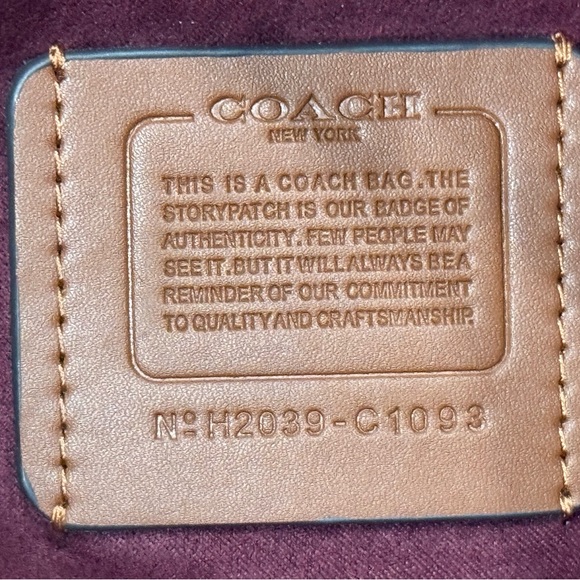 COACH
NEW YORK
THIS IS A COACH BAG. THE
STORYPATCH IS OUR BADGE OF
AUTHENTICITY. FEW PEOPLE MAY
SEE IT. BUT IT WILL ALWAYS BE A
REMINDER OF OUR COMMITMENT
TO QUALITY AND CRAFTSMANSHIP.
Nº H2039-C1093